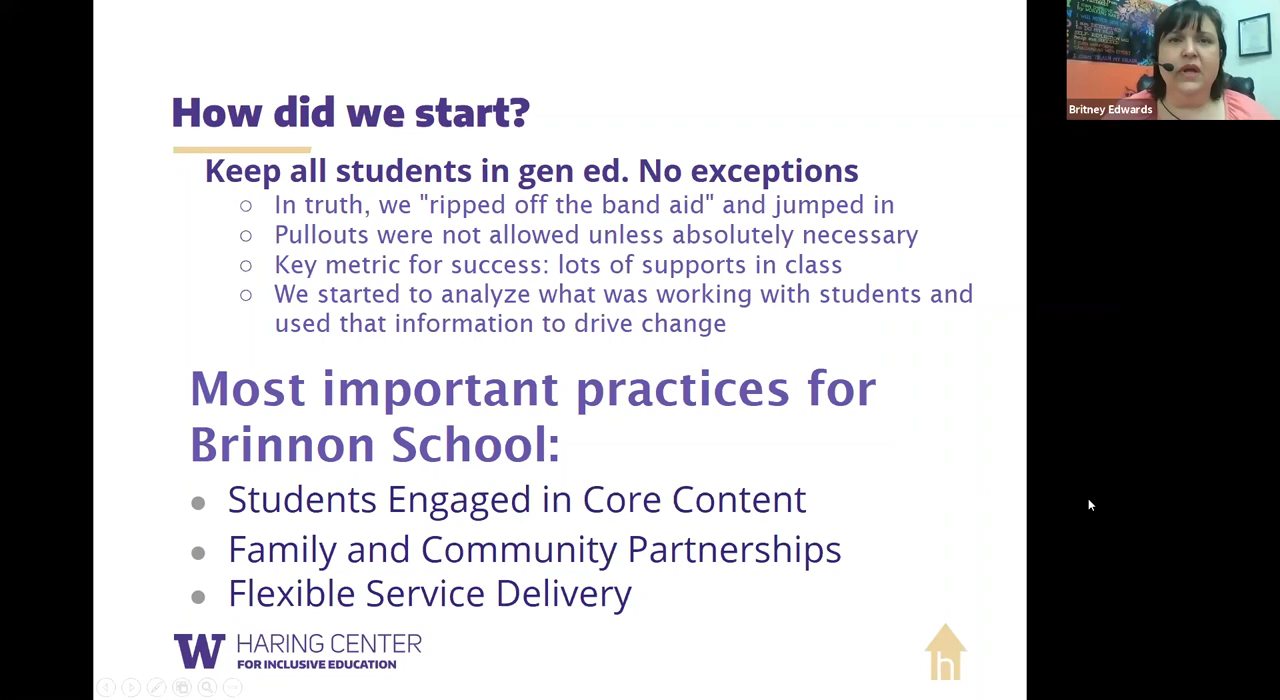 How did we start?
Keep all students in gen ed. No exceptions
In truth, we "ripped off the band aid" and jumped in
Pullouts were not allowed unless absolutely necessary
Key metric for success: lots of supports in class
We started to analyze what was working with students and
used that information to drive change
Most important practices for
Brinnon School:
Students Engaged in Core Content
Family and Community Partnerships
Flexible Service Delivery
W HARING CENTER
FOR INCLUSIVE EDUCATION
h
Britney Edwards